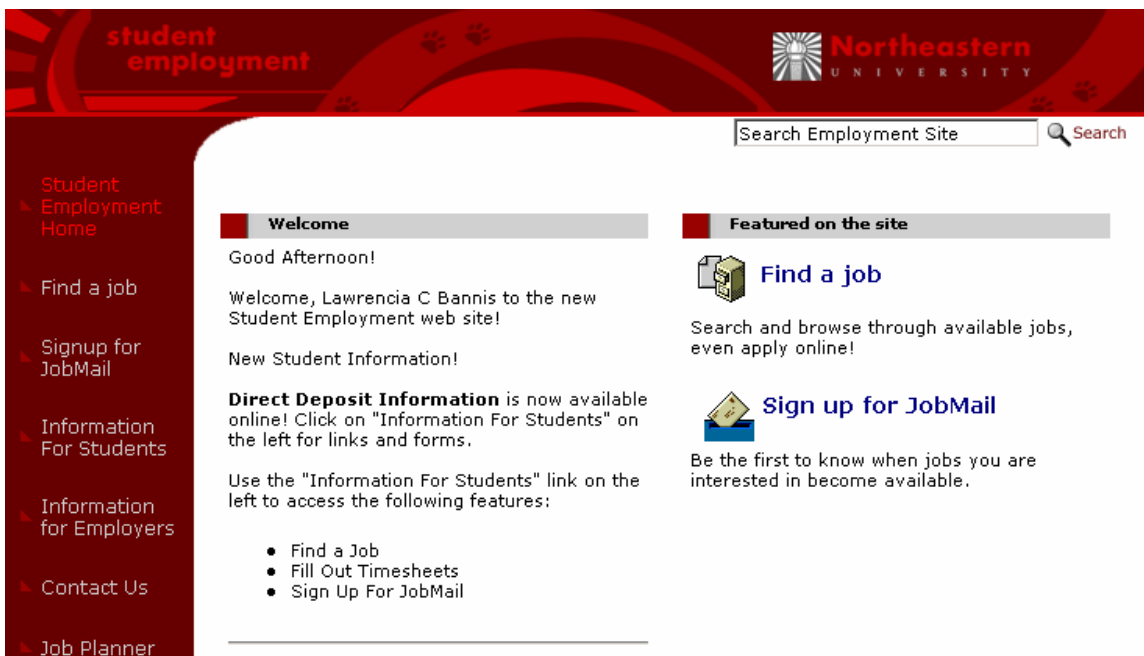 student
employment
Northeastern
UNIVERSITY
Search Employment Site
Search
Student
Employment
Home
Find a job
Signup for
JobMail
Information
For Students
Information
for Employers
Contact Us
Job Planner
Welcome
Good Afternoon!
Welcome, Lawrencia C Bannis to the new
Student Employment web site!
New Student Information!
Direct Deposit Information is now available
online! Click on "Information For Students" on
the left for links and forms.
Use the "Information For Students" link on the
left to access the following features:
● Find a Job
● Fill Out Timesheets
● Sign Up For JobMail
Featured on the site
Find a job
Search and browse through available jobs,
even apply online!
Sign up for JobMail
Be the first to know when jobs you are
interested in become available.